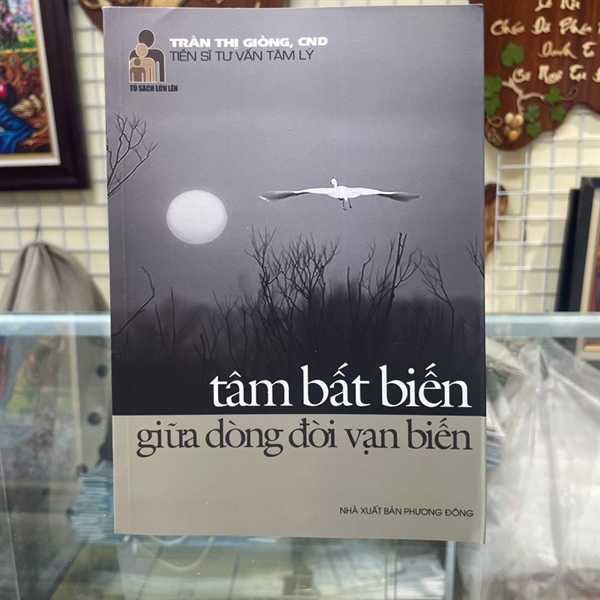 TRẦN THỊ GIỒNG, CND
TIẾN SĨ TƯ VẤN TÂM LÝ
TỦ SÁCH LỚN LÊN
tâm bất biến
giữa dòng đời vạn biến
NHÀ XUẤT BẢN PHƯƠNG ĐÔNG